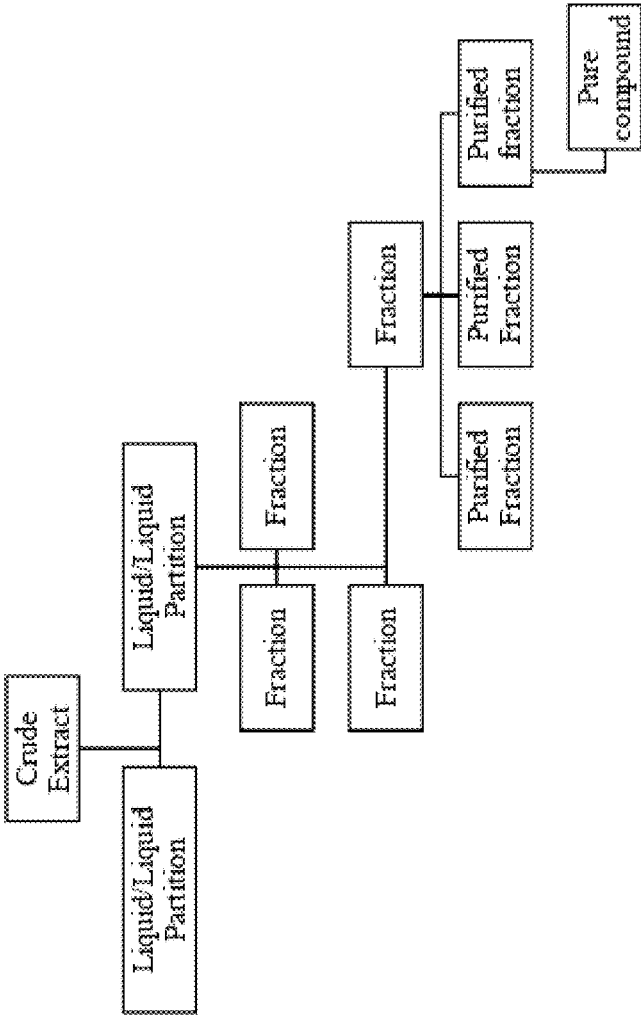 Crude
Extract
Liquid/Liquid
Partition
Liquid/Liquid
Partition
Fraction
Fraction
Fraction
Fraction
Purified
Fraction
Purified
Fraction
Purified
fraction
Pure
compound